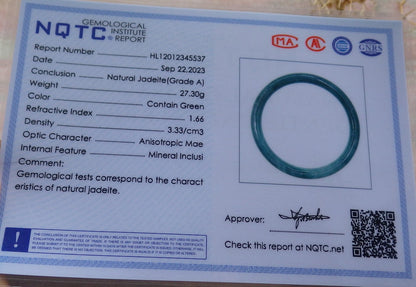 NQTC GEMOLOGICAL
INSTITUTE
REPORT
MA
CNAS
Report Number HL12012345537
Date Sep 22,2023
Conclusion Natural Jadeite(Grade A)
Weight 27.30g
Color Contain Green
Refractive Index 1.66
Density 3.33/cm3
Optic Character Anisotropic Mae
Internal Feature Mineral Inclusi
Comment:
Gemological tests correspond to the charact
eristics of natural jadeite.
Approver:
Check this report at NQTC.net